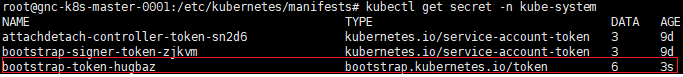 root@gnc-k8s-master-0001:/etc/kubernetes/manifests# kubectl get secret -n kube-system
NAME TYPE DATA AGE
attachdetach-controller-token-sn2d6 kubernetes.io/service-account-token 3 9d
bootstrap-signer-token-zjkvm kubernetes.io/service-account-token 3 9d
bootstrap-token-hugbaz bootstrap.kubernetes.io/token 6 3s